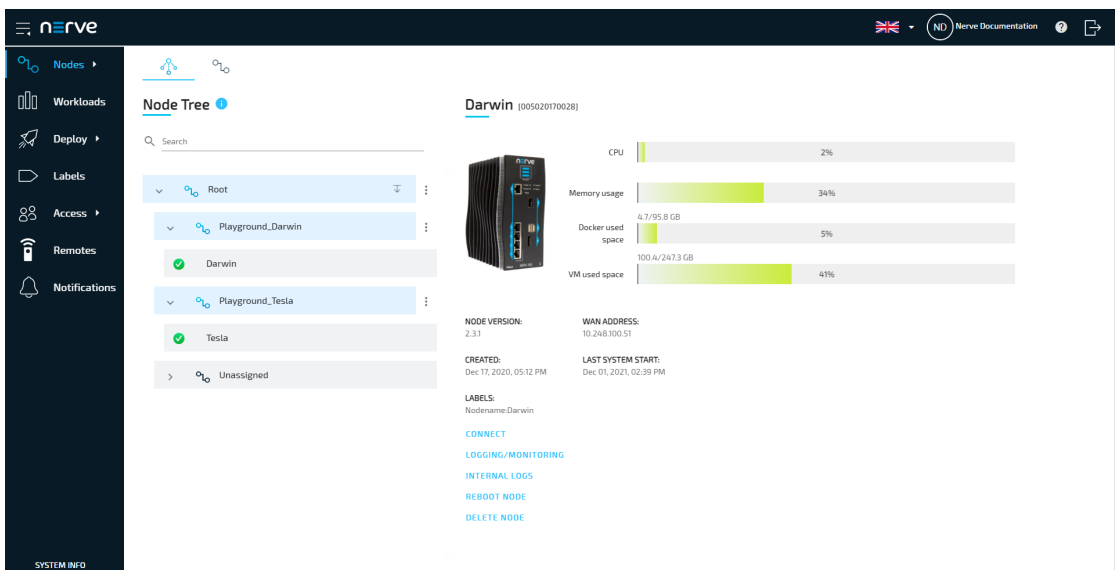 nerve
ND Nerve Documentation ?
Nodes
Workloads
Deploy
Labels
Access
Remotes
Notifications
SYSTEM INFO
Node Tree i
Search
Root
Playground_Darwin
Darwin
Playground_Tesla
Tesla
Unassigned
Darwin [005020170028]
nerve
CPU 2%
Memory usage 34%
4.7/95.8 GB
Docker used space 5%
100.4/247.3 GB
VM used space 41%
NODE VERSION: WAN ADDRESS:
2.3.1 10.248.100.51
CREATED: LAST SYSTEM START:
Dec 17, 2020, 05:12 PM Dec 01, 2021, 02:39 PM
LABELS:
Nodename:Darwin
CONNECT
LOGGING/MONITORING
INTERNAL LOGS
REBOOT NODE
DELETE NODE